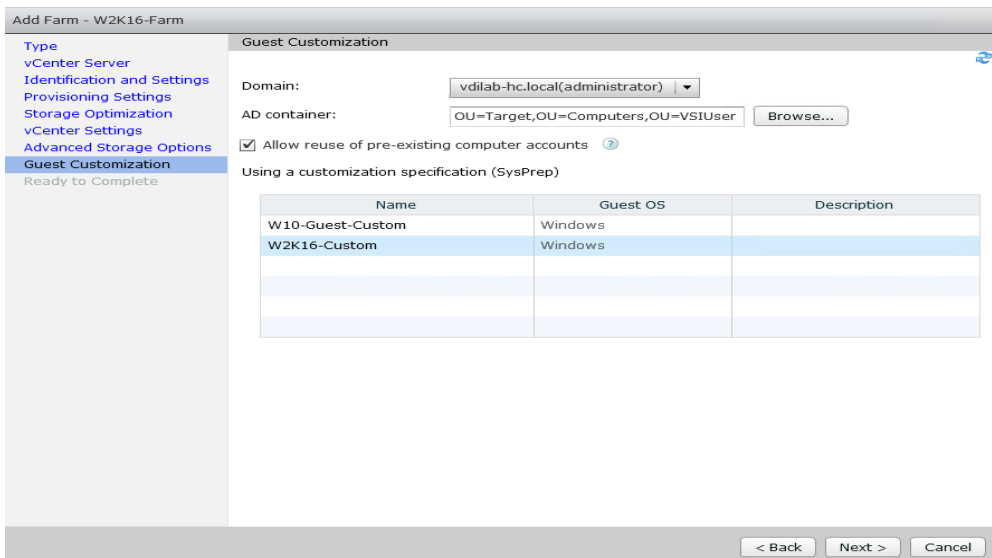 Add Farm - W2K16-Farm
Type
vCenter Server
Identification and Settings
Provisioning Settings
Storage Optimization
vCenter Settings
Advanced Storage Options
Guest Customization
Ready to Complete
Guest Customization
Domain: vdilab-hc.local(administrator)
AD container: OU=Target,OU=Computers,OU=VSIUser Browse...
Allow reuse of pre-existing computer accounts ?
Using a customization specification (SysPrep)
Name Guest OS Description
W10-Guest-Custom Windows
W2K16-Custom Windows
< Back Next > Cancel